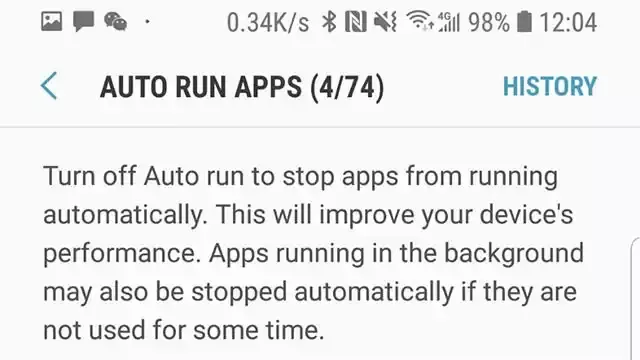 0.34K/s 4G 98% 12:04
AUTO RUN APPS (4/74) HISTORY
Turn off Auto run to stop apps from running
automatically. This will improve your device's
performance. Apps running in the background
may also be stopped automatically if they are
not used for some time.